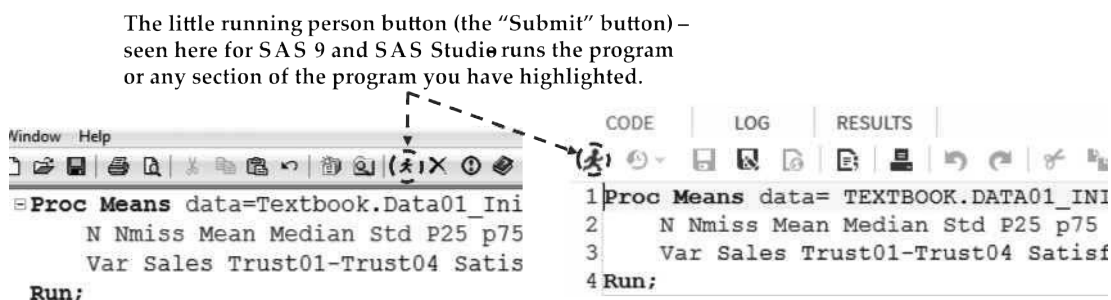 The little running person button (the “Submit” button) –
seen here for SAS 9 and SAS Studio runs the program
or any section of the program you have highlighted.
Window Help
Proc Means data=Textbook.Data01_Ini
N Nmiss Mean Median Std P25 p75
Var Sales Trust01-Trust04 Satis
Run;
CODE LOG RESULTS
1 Proc Means data= TEXTBOOK.DATA01_INI
2 N Nmiss Mean Median Std P25 p75
3 Var Sales Trust01-Trust04 Satisf
4 Run;